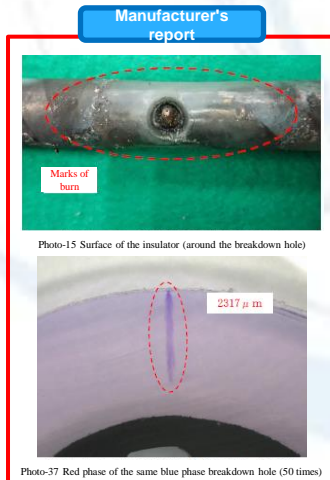 Manufacturer's
report
Marks of
burn
Photo-15 Surface of the insulator (around the breakdown hole)
2317 μ m
Photo-37 Red phase of the same blue phase breakdown hole (50 times)